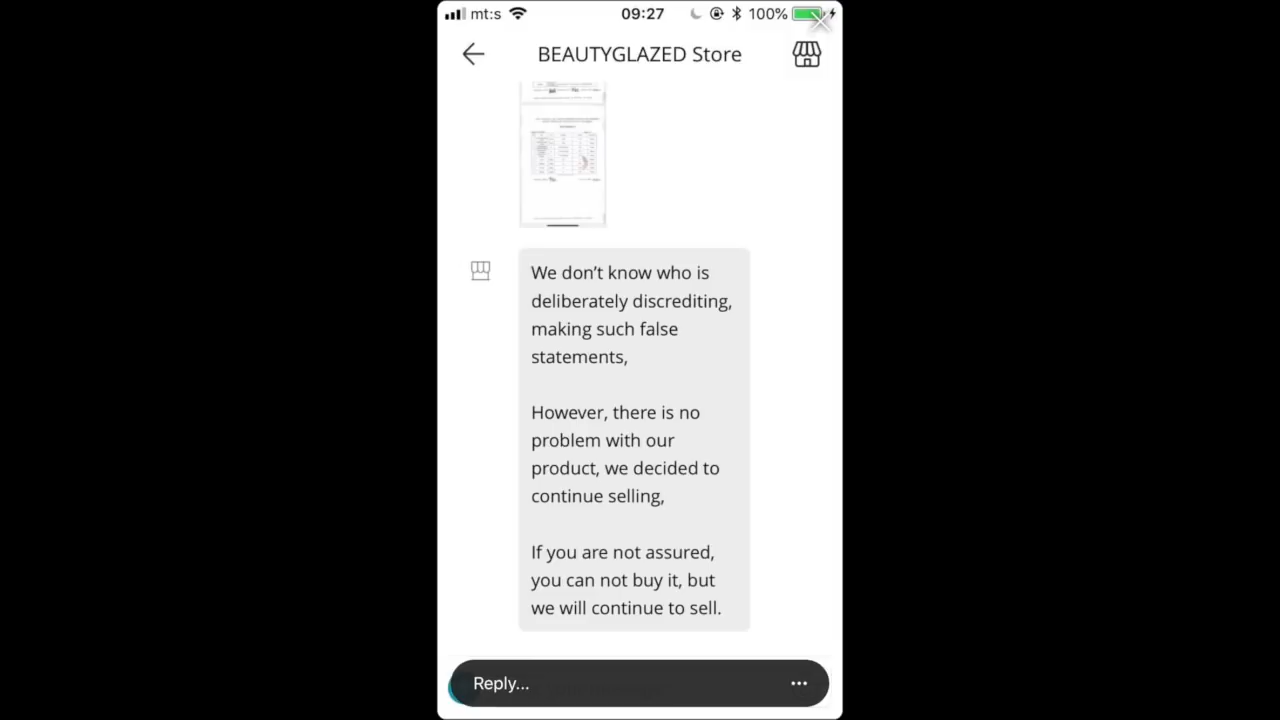 mt:s 09:27 100%
BEAUTYGLAZED Store
We don’t know who is
deliberately discrediting,
making such false
statements,
However, there is no
problem with our
product, we decided to
continue selling,
If you are not assured,
you can not buy it, but
we will continue to sell.
Reply...